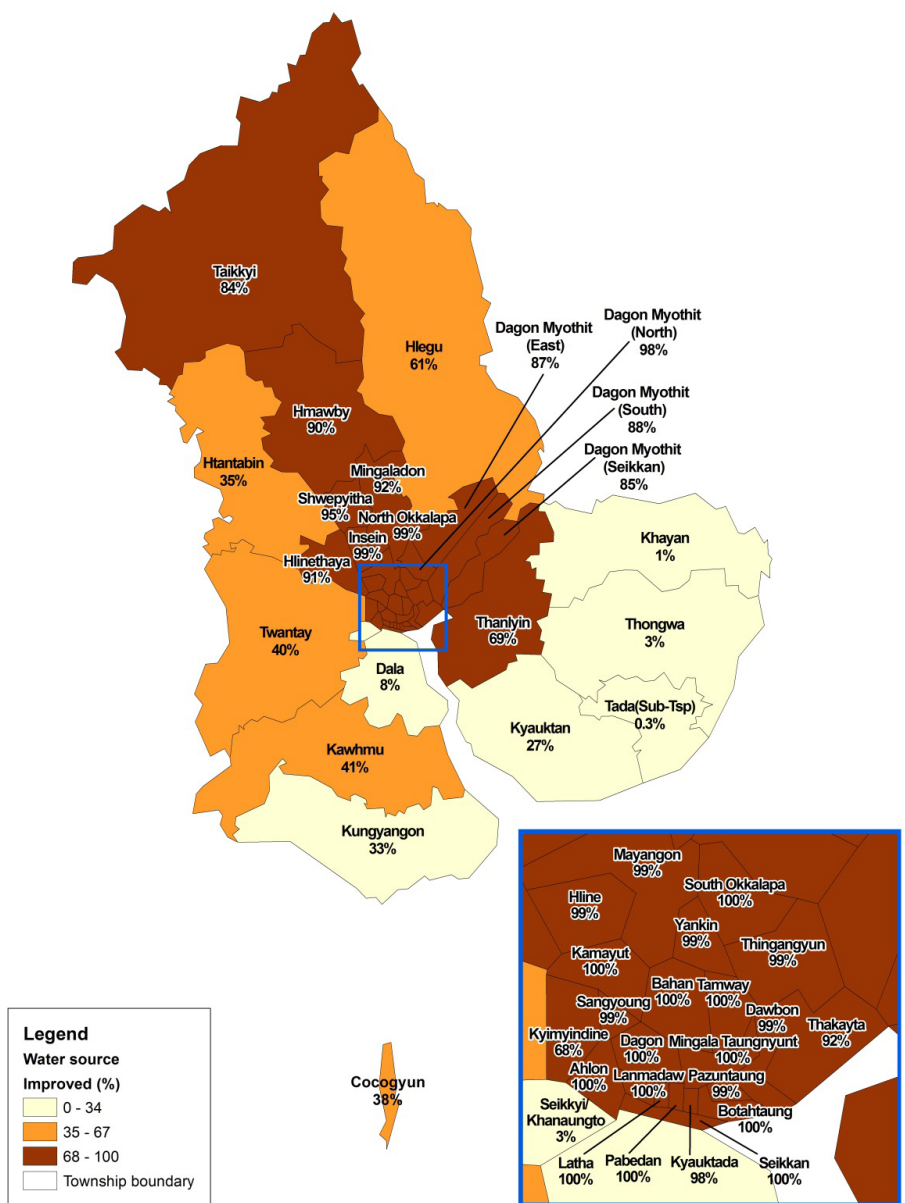 Taikkyi
84%
Hlegu
61%
Dagon Myothit
(East)
87%
Dagon Myothit
(North)
98%
Dagon Myothit
(South)
88%
Dagon Myothit
(Seikkan)
85%
Hmawby
90%
Htantabin
35%
Mingaladon
92%
Shwepyitha
95%
North Okkalapa
99%
Insein
99%
Hlinethaya
91%
Khayan
1%
Thanlyin
69%
Thongwa
3%
Twantay
40%
Dala
8%
Tada(Sub-Tsp)
0.3%
Kyauktan
27%
Kawhmu
41%
Kungyangon
33%
Cocogyun
38%
Mayangon
99%
South Okkalapa
100%
Hline
99%
Yankin
99%
Thingangyun
99%
Kamayut
100%
Bahan
100%
Tamway
100%
Sangyoung
99%
Dawbon
99%
Thakayta
92%
Kyimyindine
68%
Dagon
100%
Mingala Taungnyunt
100%
Ahlon
100%
Lanmadaw
100%
Pazuntaung
99%
Seikkyi/
Khanaungto
3%
Botahtaung
100%
Latha
100%
Pabedan
100%
Kyauktada
98%
Seikkan
100%
Legend
Water source
Improved (%)
0 - 34
35 - 67
68 - 100
Township boundary